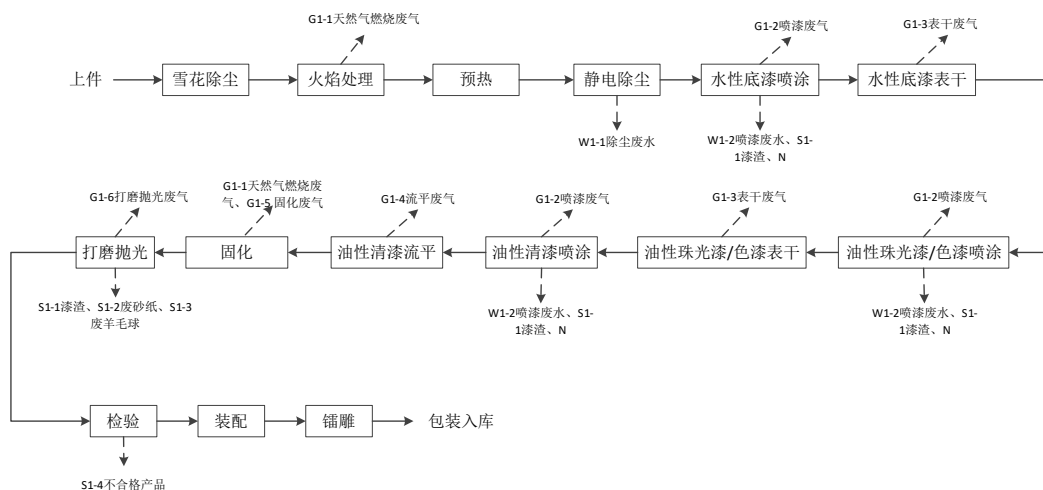 G1-1天然气燃烧废气
G1-2喷漆废气
G1-3表干废气
上件
雪花除尘
火焰处理
预热
静电除尘
水性底漆喷涂
水性底漆表干
W1-1除尘废水
W1-2喷漆废水、S1-
1漆渣、N
G1-6打磨抛光废气
G1-1天然气燃烧废
气、G1-5 固化废气
G1-4流平废气
G1-2喷漆废气
G1-3表干废气
G1-2喷漆废气
打磨抛光
固化
油性清漆流平
油性清漆喷涂
油性珠光漆/色漆表干
油性珠光漆/色漆喷涂
S1-1漆渣、S1-2废砂纸、S1-3
废羊毛球
W1-2喷漆废水、S1-
1漆渣、N
W1-2喷漆废水、S1-
1漆渣、N
检验
装配
镭雕
包装入库
S1-4不合格产品